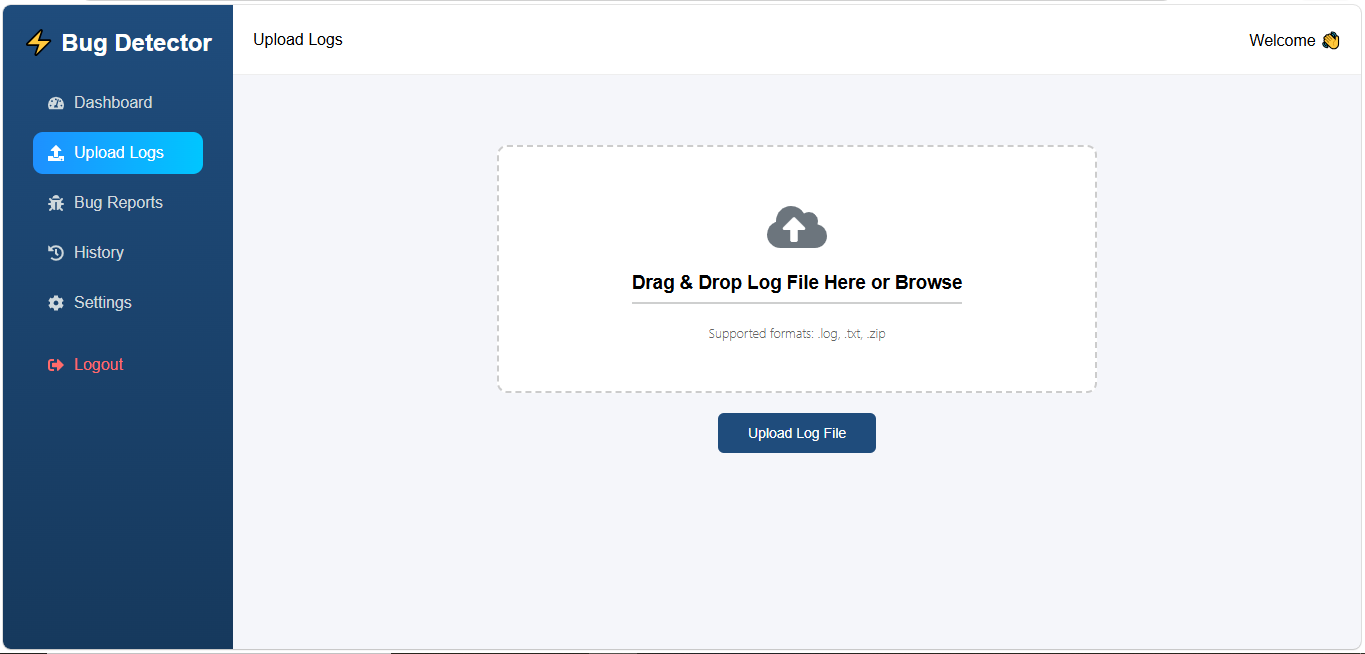 Bug Detector
Dashboard
Upload Logs
Bug Reports
History
Settings
Logout
Upload Logs
Welcome 👏
Drag & Drop Log File Here or Browse
Supported formats: .log, .txt, .zip
Upload Log File